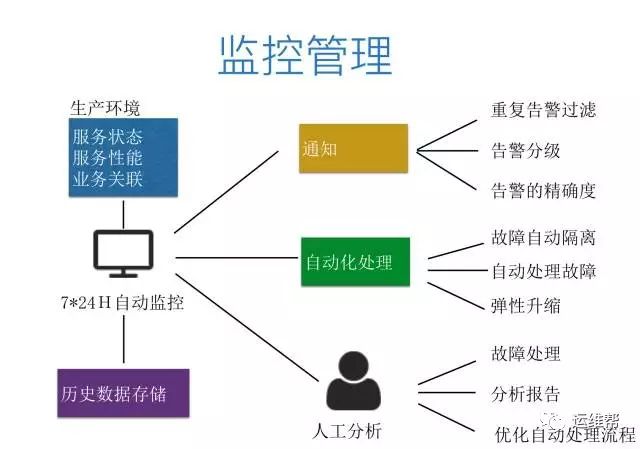 监控管理
生产环境
服务状态
服务性能
业务关联
7*24H自动监控
历史数据存储
通知
重复告警过滤
告警分级
告警的精确度
自动化处理
故障自动隔离
自动处理故障
弹性升缩
人工分析
故障处理
分析报告
优化自动处理流程
运维帮